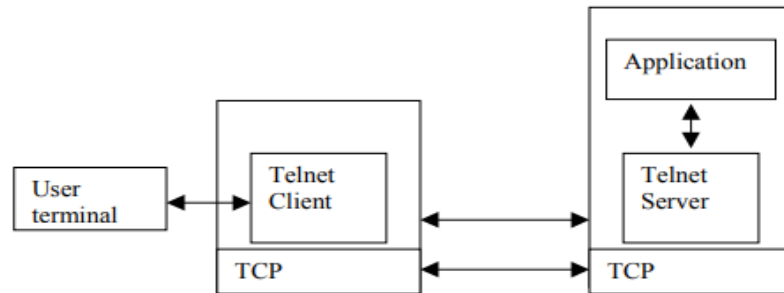 Application
Telnet
Client
Telnet
Server
User
terminal
TCP
TCP